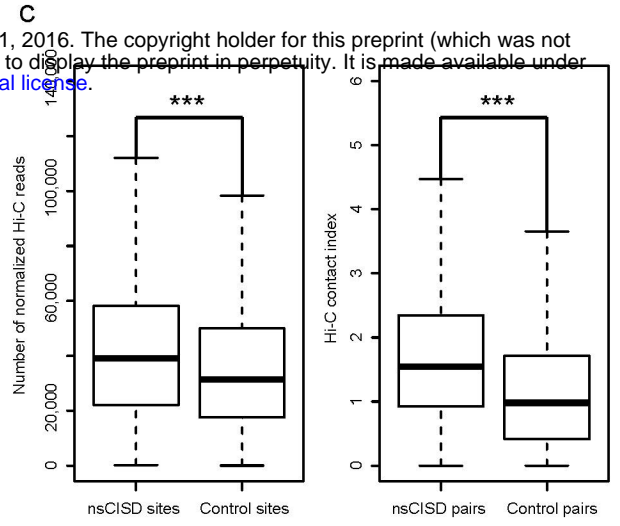 C
1, 2016. The copyright holder for this preprint (which was not
to display the preprint in perpetuity. It is made available under
al license.
***
***
Number of normalized Hi-C reads
140,000
100,000
60,000
20,000
0
nsCISD sites
Control sites
Hi-C contact index
6
5
4
3
2
1
0
nsCISD pairs
Control pairs